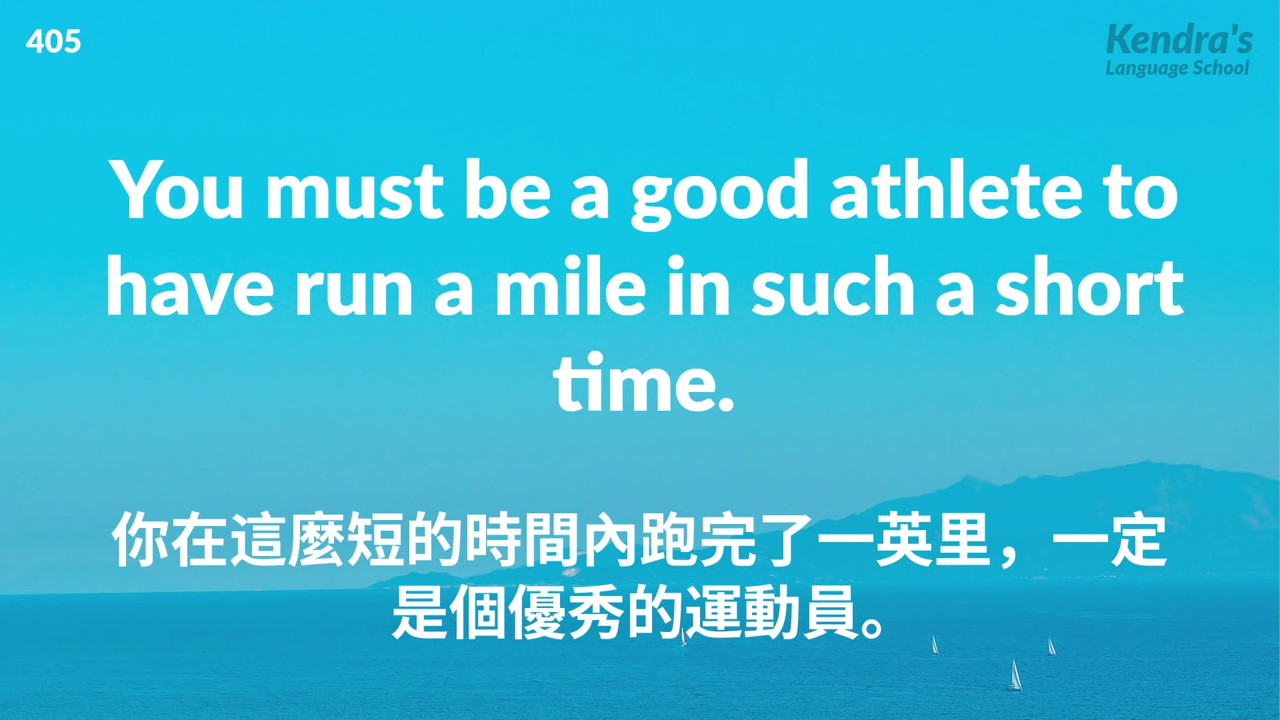 405
Kendra's
Language School
You must be a good athlete to
have run a mile in such a short
time.
你在這麼短的時間內跑完了一英里，一定
是個優秀的運動員。